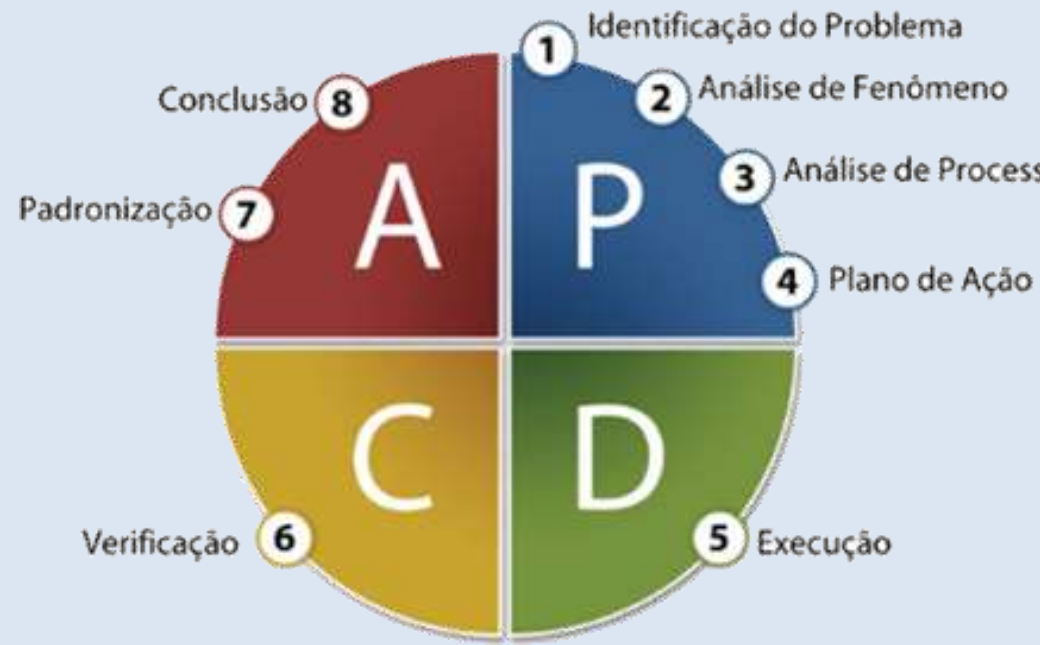 1 Identificação do Problema
2 Análise de Fenômeno
3 Análise de Process
4 Plano de Ação
5 Execução
6 Verificação
7 Padronização
8 Conclusão
A P
C D